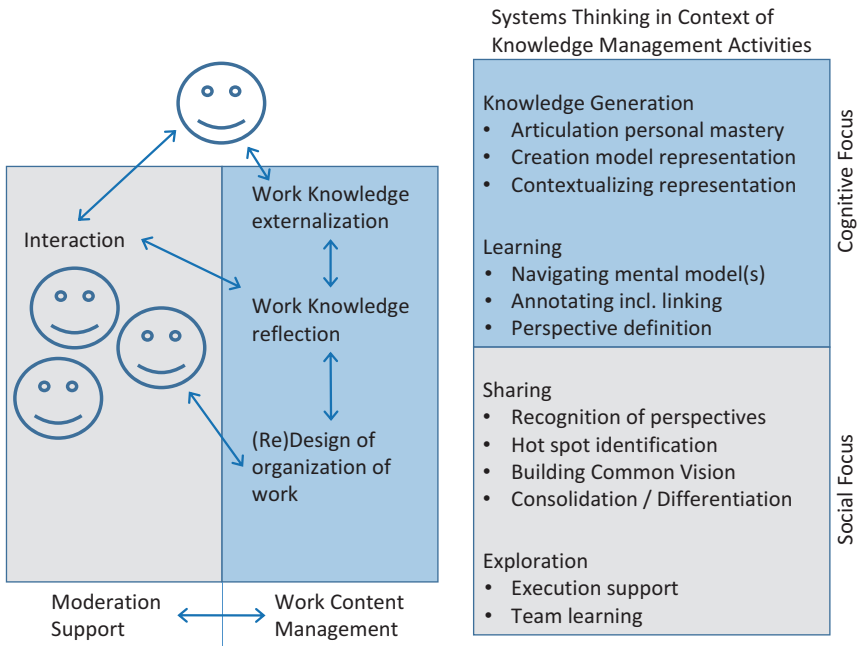 Systems Thinking in Context of
Knowledge Management Activities
Work Knowledge
externalization
Interaction
Work Knowledge
reflection
(Re)Design of
organization of
work
Moderation
Support
Work Content
Management
Knowledge Generation
• Articulation personal mastery
• Creation model representation
• Contextualizing representation
Learning
• Navigating mental model(s)
• Annotating incl. linking
• Perspective definition
Cognitive Focus
Sharing
• Recognition of perspectives
• Hot spot identification
• Building Common Vision
• Consolidation / Differentiation
Exploration
• Execution support
• Team learning
Social Focus